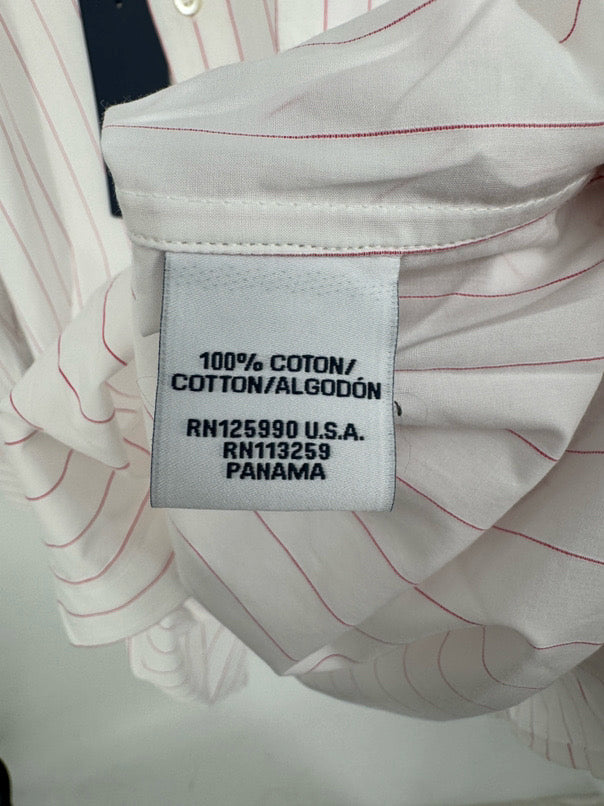 100% COTON/
COTTON/ALGODÓN
RN125990 U.S.A.
RN113259
PANAMA